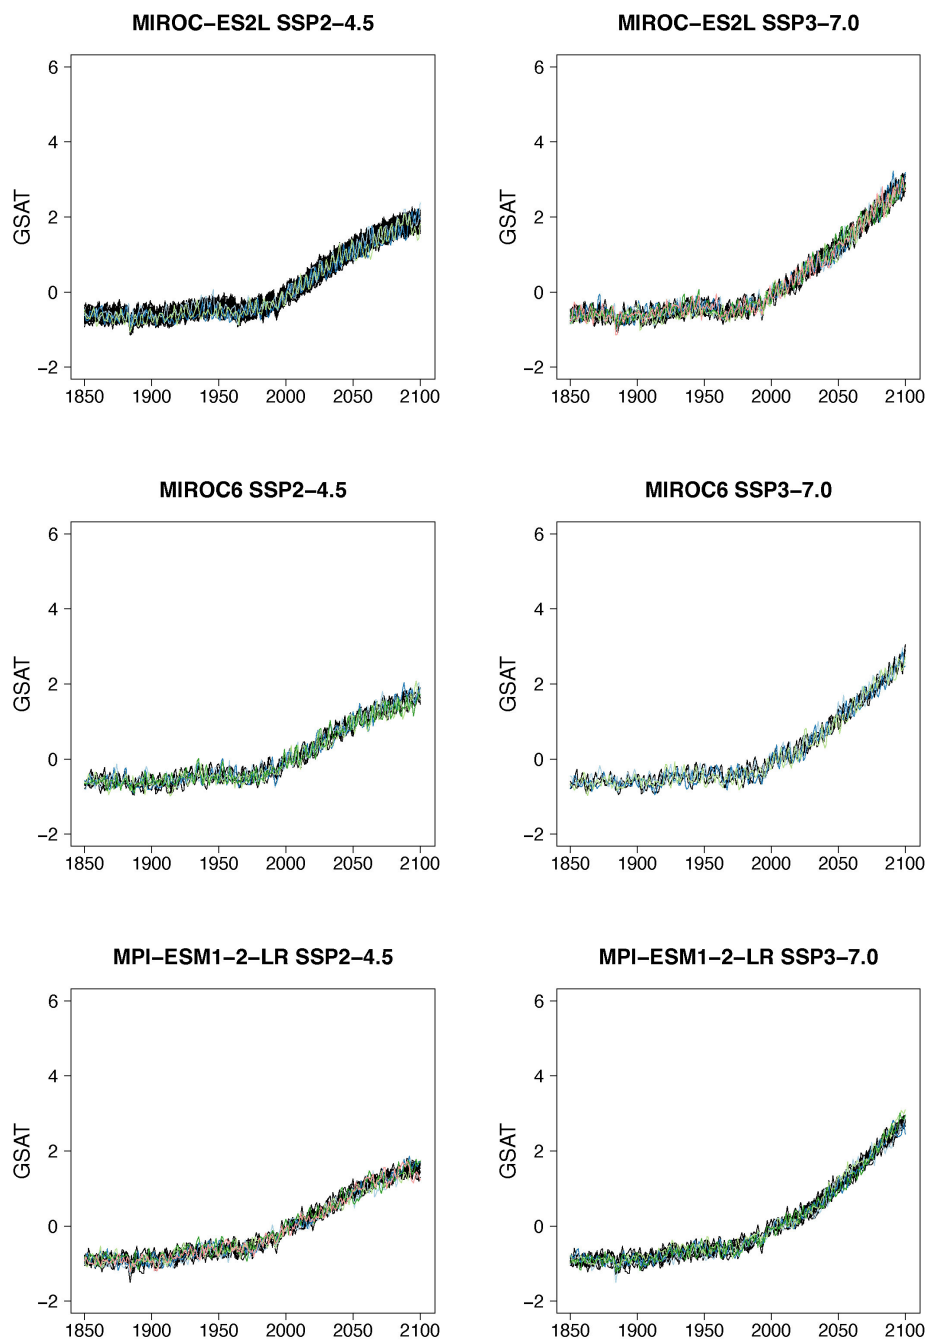 MIROC−ES2L SSP2−4.5
6
4
2
0
−2
GSAT
1850 1900 1950 2000 2050 2100
MIROC−ES2L SSP3−7.0
6
4
2
0
−2
GSAT
1850 1900 1950 2000 2050 2100
MIROC6 SSP2−4.5
6
4
2
0
−2
GSAT
1850 1900 1950 2000 2050 2100
MIROC6 SSP3−7.0
6
4
2
0
−2
GSAT
1850 1900 1950 2000 2050 2100
MPI−ESM1−2−LR SSP2−4.5
6
4
2
0
−2
GSAT
1850 1900 1950 2000 2050 2100
MPI−ESM1−2−LR SSP3−7.0
6
4
2
0
−2
GSAT
1850 1900 1950 2000 2050 2100